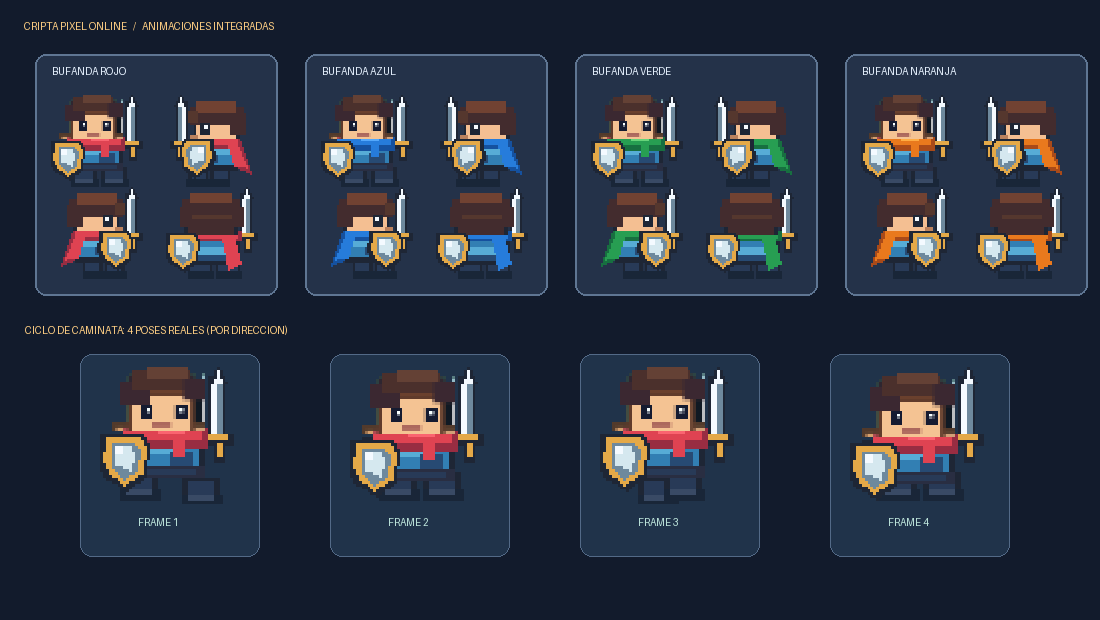 CRIPTA PIXEL ONLINE / ANIMACIONES INTEGRADAS
BUFANDA ROJO
BUFANDA AZUL
BUFANDA VERDE
BUFANDA NARANJA
CICLO DE CAMINATA: 4 POSES REALES (POR DIRECCION)
FRAME 1
FRAME 2
FRAME 3
FRAME 4